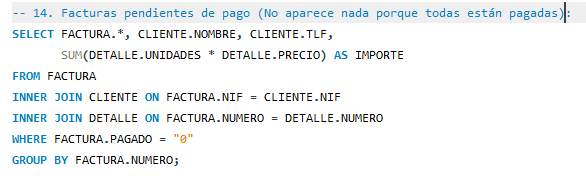 -- 14. Facturas pendientes de pago (No aparece nada porque todas están pagadas):
SELECT FACTURA.*, CLIENTE.NOMBRE, CLIENTE.TLF,
SUM(DETALLE.UNIDADES * DETALLE.PRECIO) AS IMPORTE
FROM FACTURA
INNER JOIN CLIENTE ON FACTURA.NIF = CLIENTE.NIF
INNER JOIN DETALLE ON FACTURA.NUMERO = DETALLE.NUMERO
WHERE FACTURA.PAGADO = "0"
GROUP BY FACTURA.NUMERO;